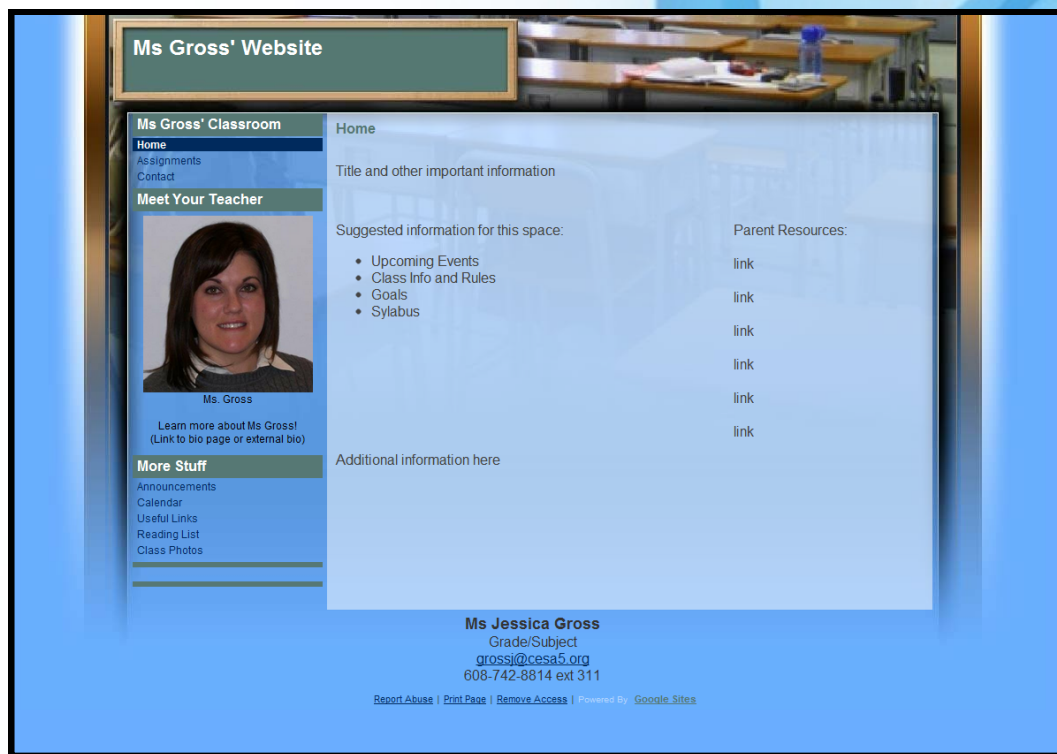 Ms Gross' Website
Ms Gross' Classroom
Home
Assignments
Contact
Meet Your Teacher
Ms. Gross
Learn more about Ms Gross!
(Link to bio page or external bio)
More Stuff
Announcements
Calendar
Useful Links
Reading List
Class Photos
Home
Title and other important information
Suggested information for this space:
• Upcoming Events
• Class Info and Rules
• Goals
• Sylabus
Parent Resources:
link
link
link
link
link
link
Additional information here
Ms Jessica Gross
Grade/Subject
grossj@cesa5.org
608-742-8814 ext 311
Report Abuse | Print Page | Remove Access | Powered By Google Sites